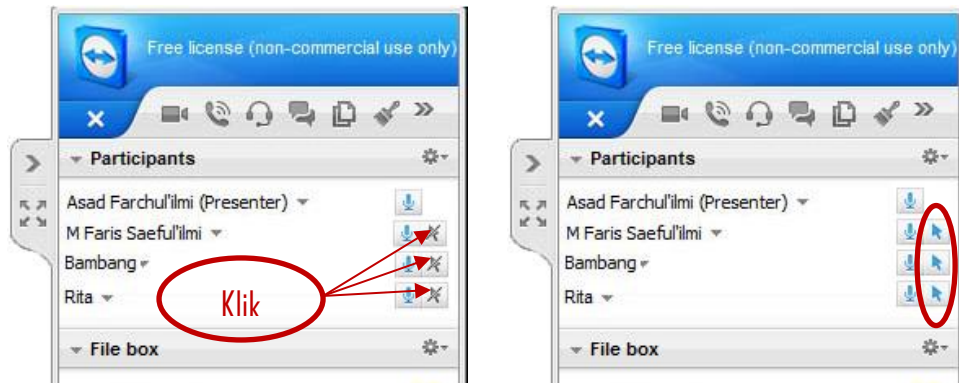 Free license (non-commercial use only)
Participants
Asad Farchul'ilmi (Presenter)
M Faris Saeful'ilmi
Bambang
Rita
Klik
File box
Free license (non-commercial use only)
Participants
Asad Farchul'ilmi (Presenter)
M Faris Saeful'ilmi
Bambang
Rita
File box